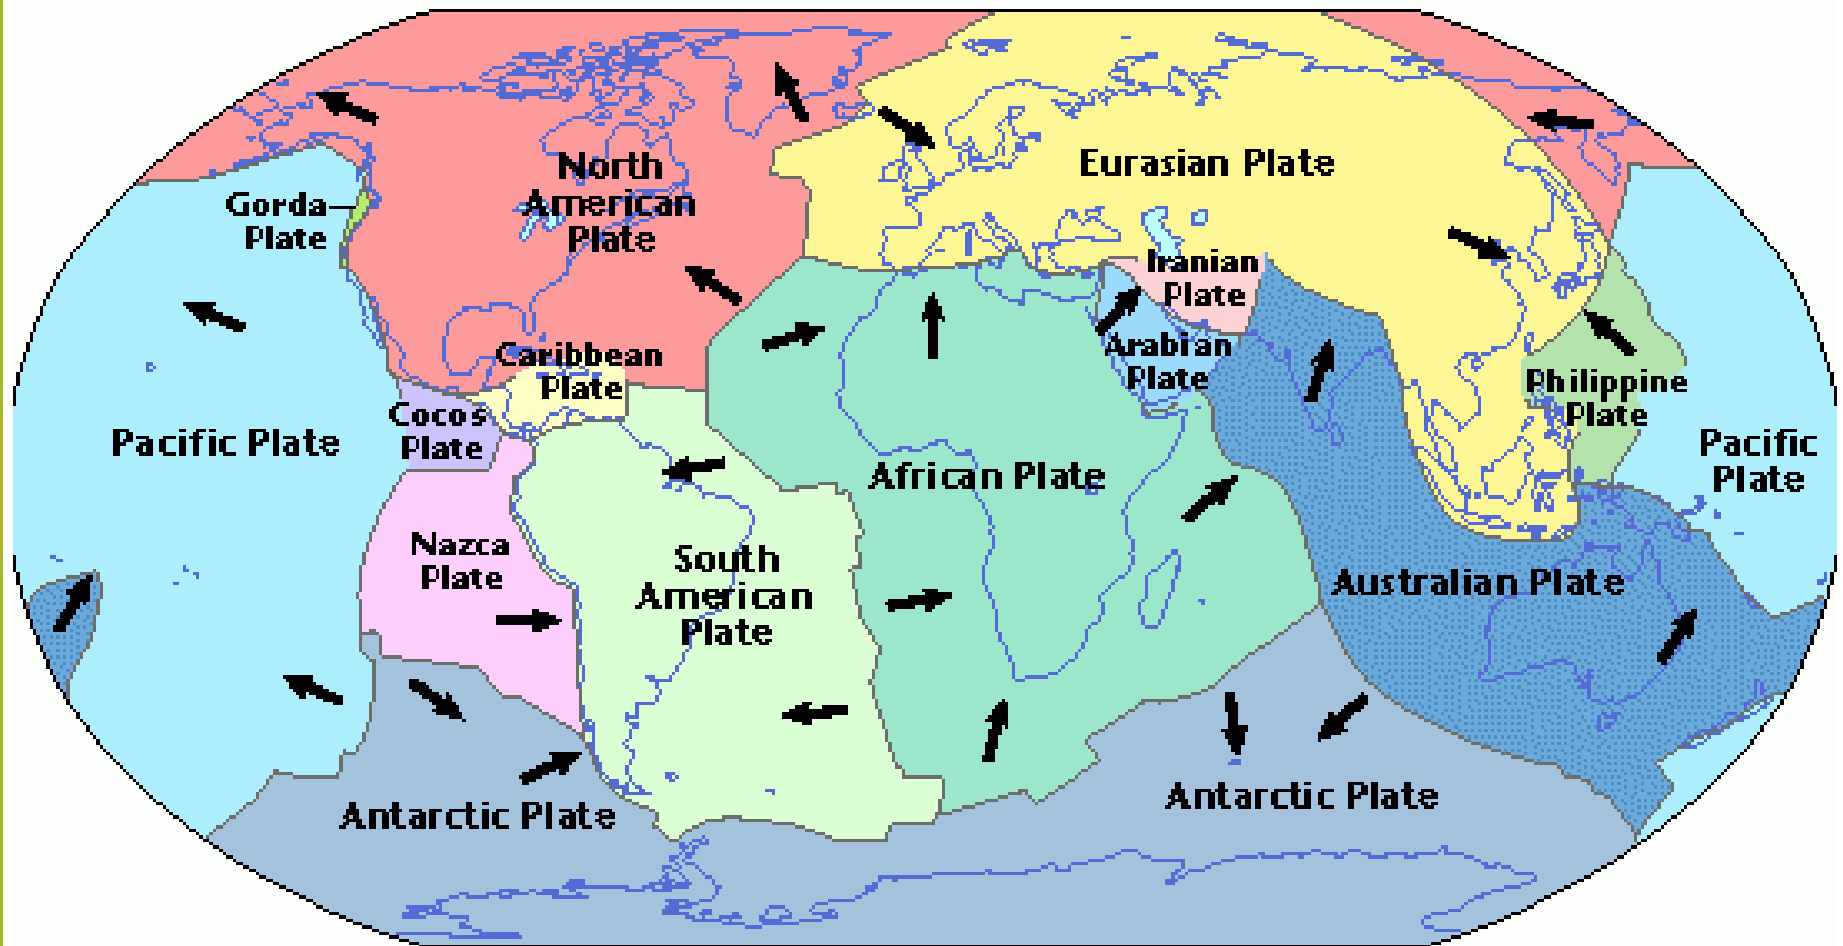 North
American
Plate
Eurasian Plate
Gorda
Plate
Iranian
Plate
Caribbean
Plate
Arabian
Plate
Philippine
Plate
Cocos
Plate
Pacific Plate
African Plate
Pacific
Plate
Nazca
Plate
South
American
Plate
Australian Plate
Antarctic Plate
Antarctic Plate